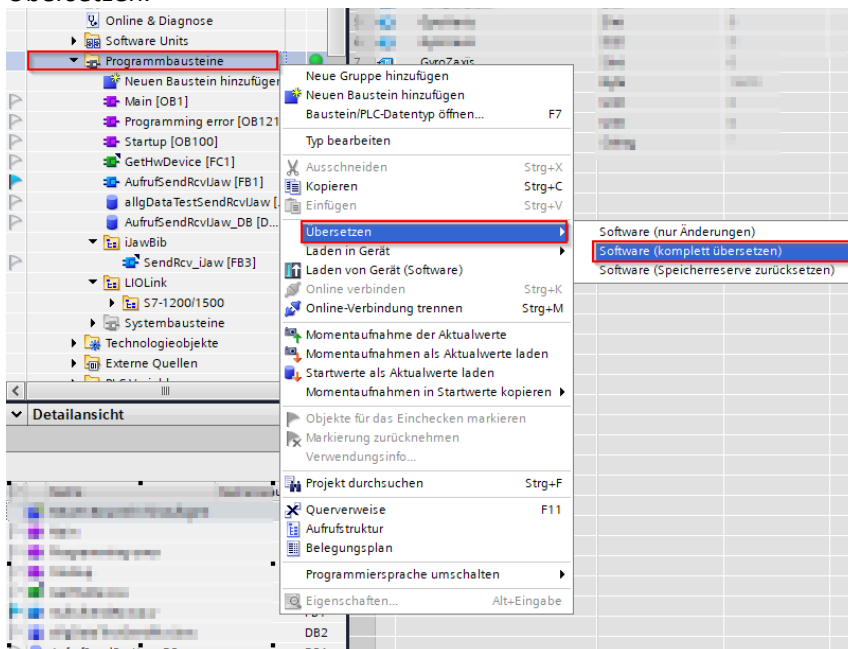 Übersetzen.
Online & Diagnose
Software Units
Programmbausteine
7 GyroZaxis
Neuen Baustein hinzufügen
Main [OB1]
Programming error [OB121
Startup [OB100]
GetHwDevice [FC1]
AufrufSendRcvIJaw [FB1]
allgDataTestSendRcvIJaw [
AufrufSendRcvIJaw_DB [D...
iJawBib
SendRcv_iJaw [FB3]
LIOLink
S7-1200/1500
Systembausteine
Technologieobjekte
Externe Quellen
Detailansicht
DB2
Neue Gruppe hinzufügen
Neuen Baustein hinzufügen
Baustein/PLC-Datentyp öffnen... F7
Typ bearbeiten
Ausschneiden Strg+X
Kopieren Strg+C
Einfügen Strg+V
Übersetzen
Laden in Gerät
Laden von Gerät (Software)
Online verbinden Strg+K
Online-Verbindung trennen Strg+M
Momentaufnahme der Aktualwerte
Momentaufnahmen als Aktualwerte laden
Startwerte als Aktualwerte laden
Momentaufnahmen in Startwerte kopieren
Objekte für das Einchecken markieren
Markierung zurücknehmen
Verwendungsinfo...
Projekt durchsuchen Strg+F
Querverweise F11
Aufrufstruktur
Belegungsplan
Programmiersprache umschalten
Eigenschaften... Alt+Eingabe
Software (nur Änderungen)
Software (komplett übersetzen)
Software (Speicherreserve zurücksetzen)